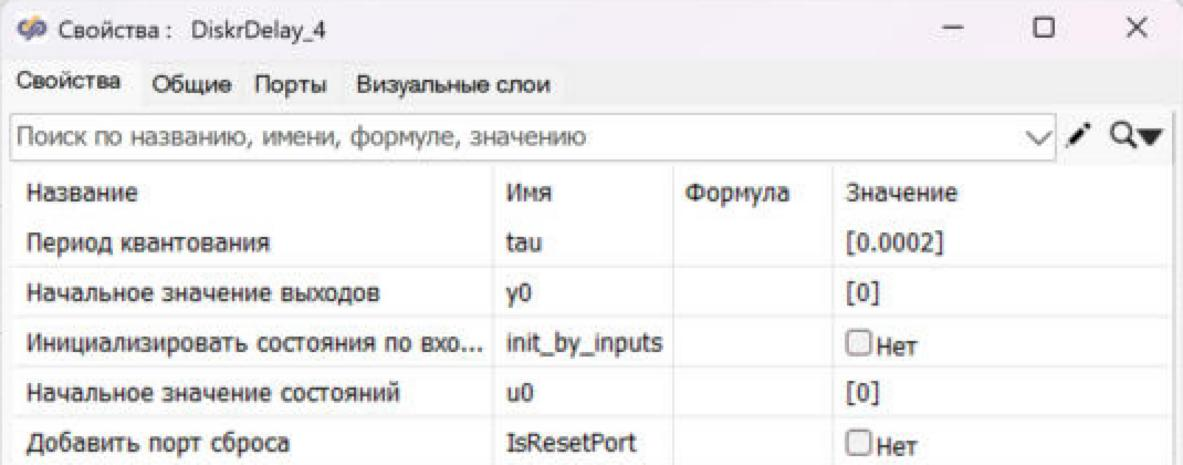 Свойства : DiskrDelay_4
Свойства Общие Порты Визуальные слои
Поиск по названию, имени, формуле, значению
Название Имя Формула Значение
Период квантования tau [0.0002]
Начальное значение выходов y0 [0]
Инициализировать состояния по вхо... init_by_inputs Нет
Начальное значение состояний u0 [0]
Добавить порт сброса IsResetPort Нет